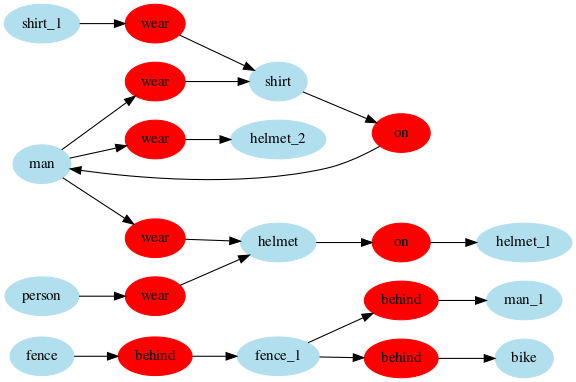 shirt_1
wear
wear
shirt
wear
helmet_2
on
man
wear
helmet
on
helmet_1
person
wear
behind
man_1
fence
behind
fence_1
behind
bike